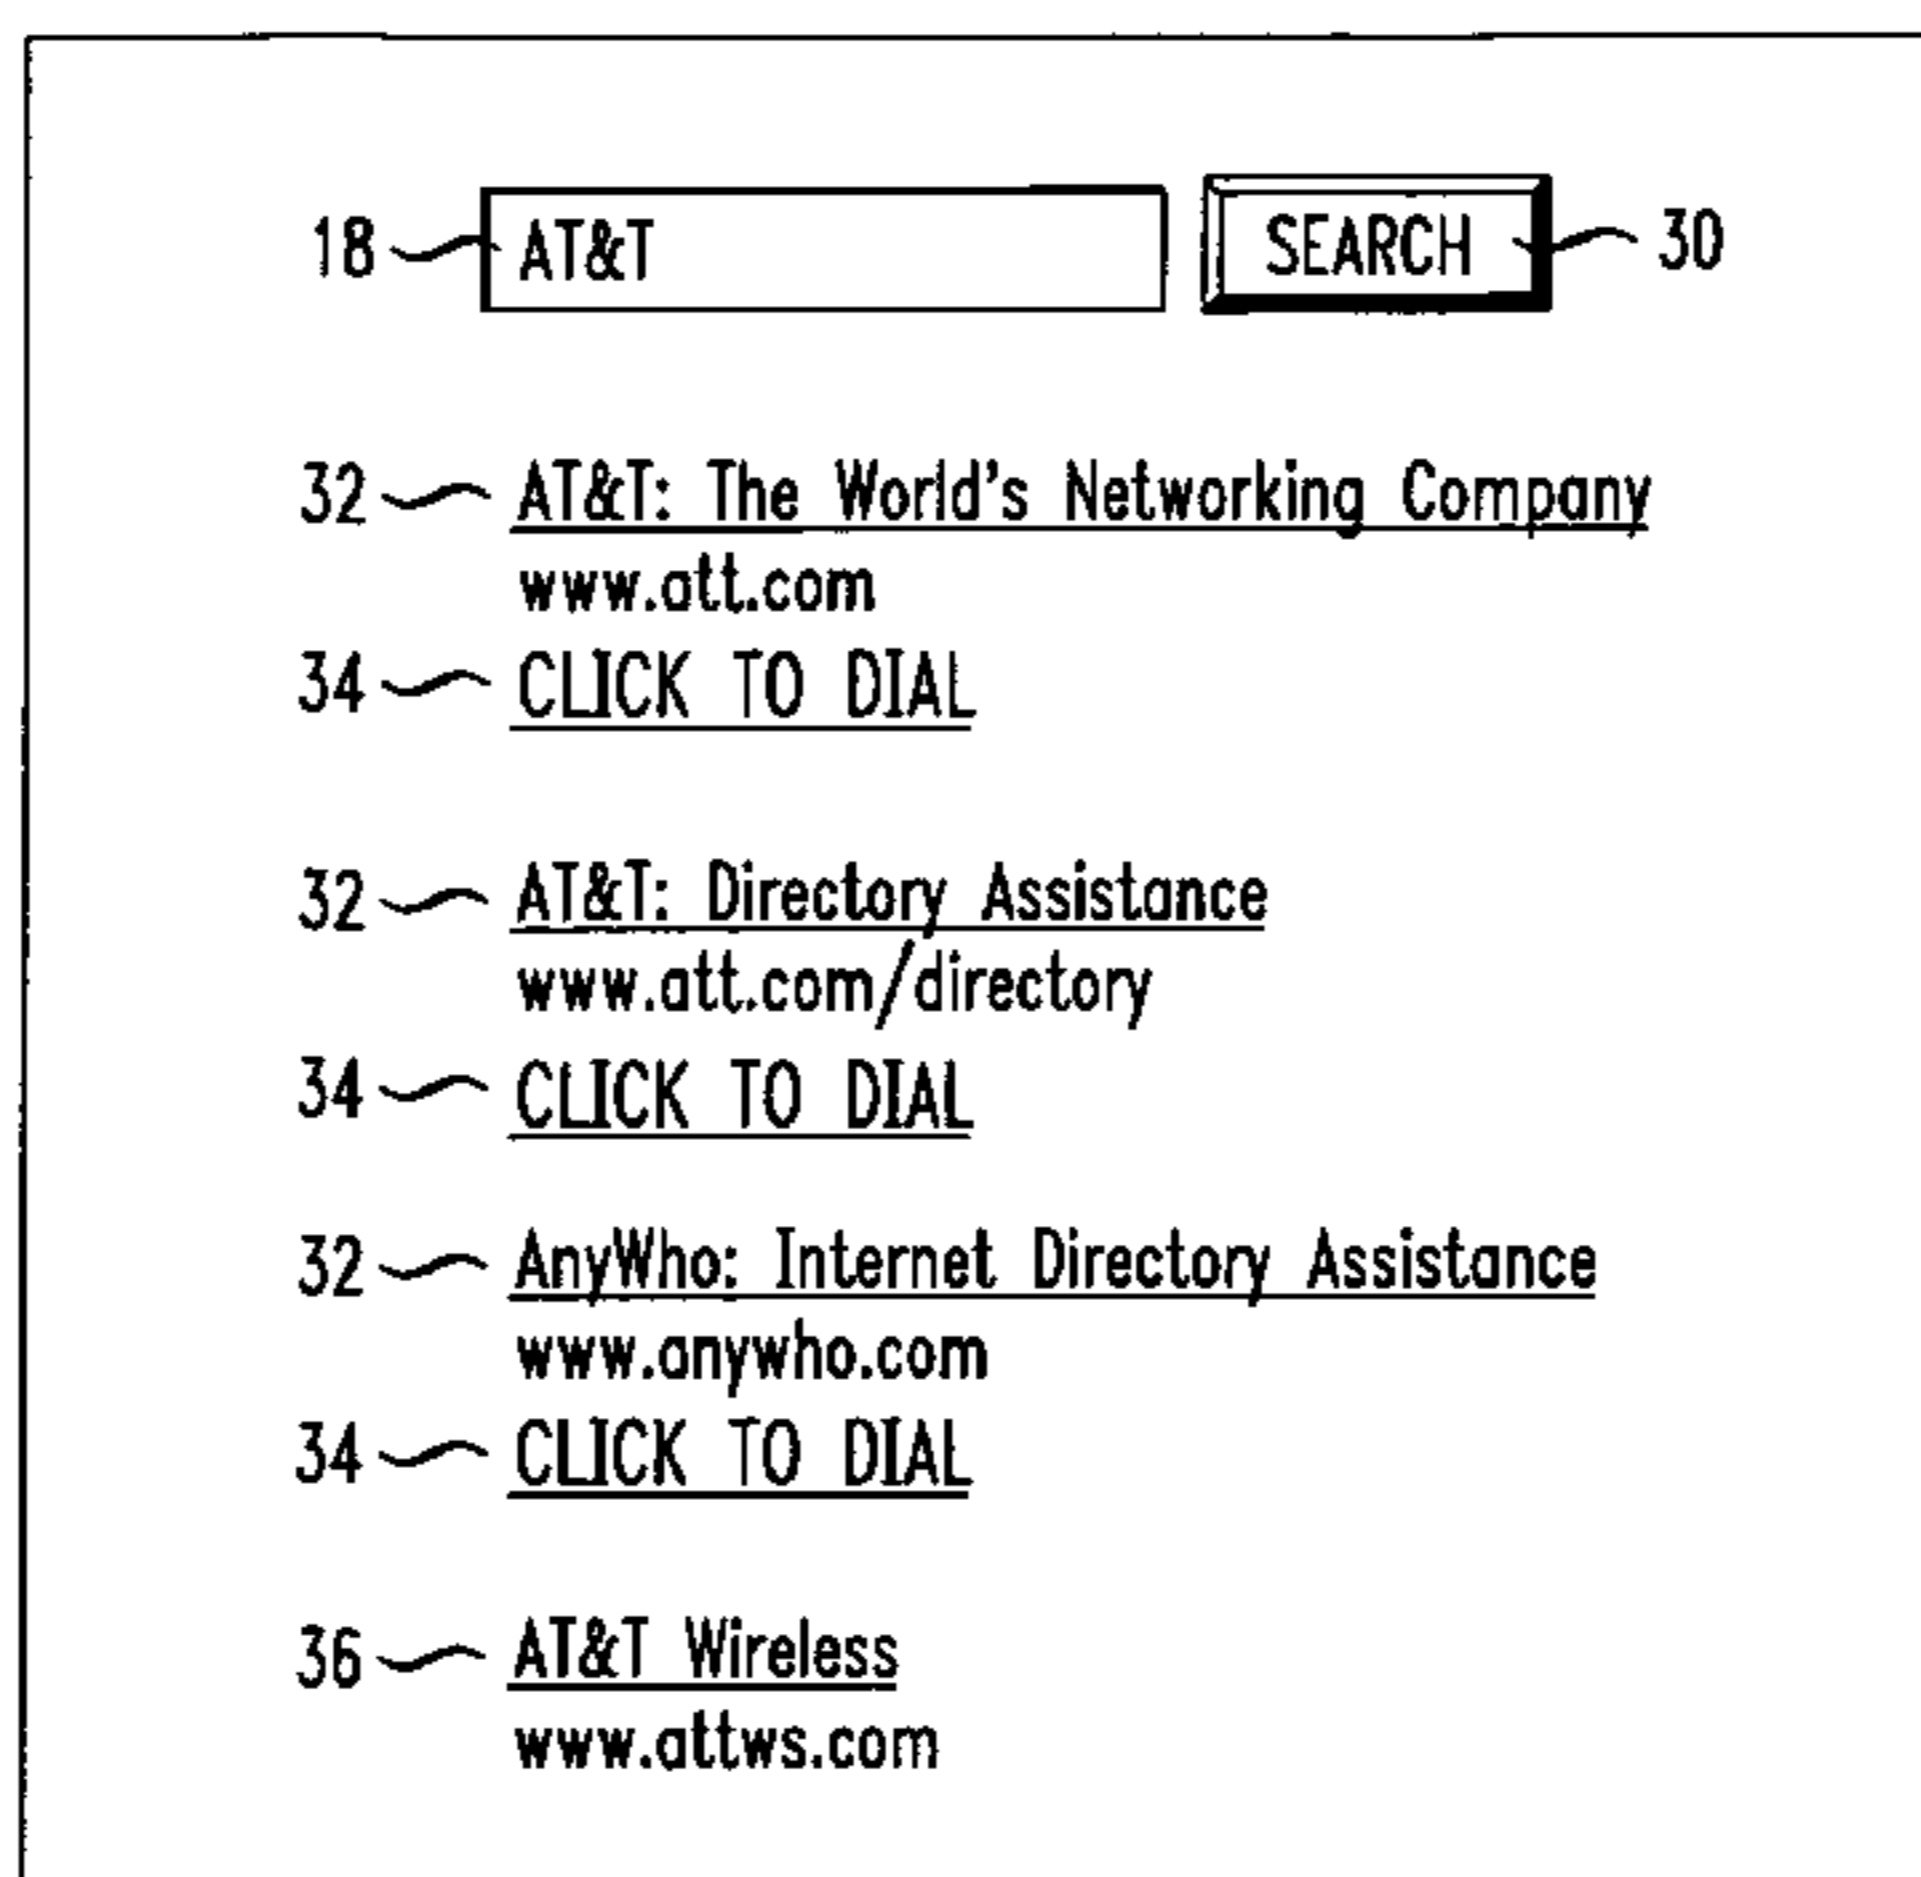 18 AT&T SEARCH 30
32 AT&T: The World's Networking Company
www.att.com
34 CLICK TO DIAL
32 AT&T: Directory Assistance
www.att.com/directory
34 CLICK TO DIAL
32 AnyWho: Internet Directory Assistance
www.anywho.com
34 CLICK TO DIAL
36 AT&T Wireless
www.attws.com